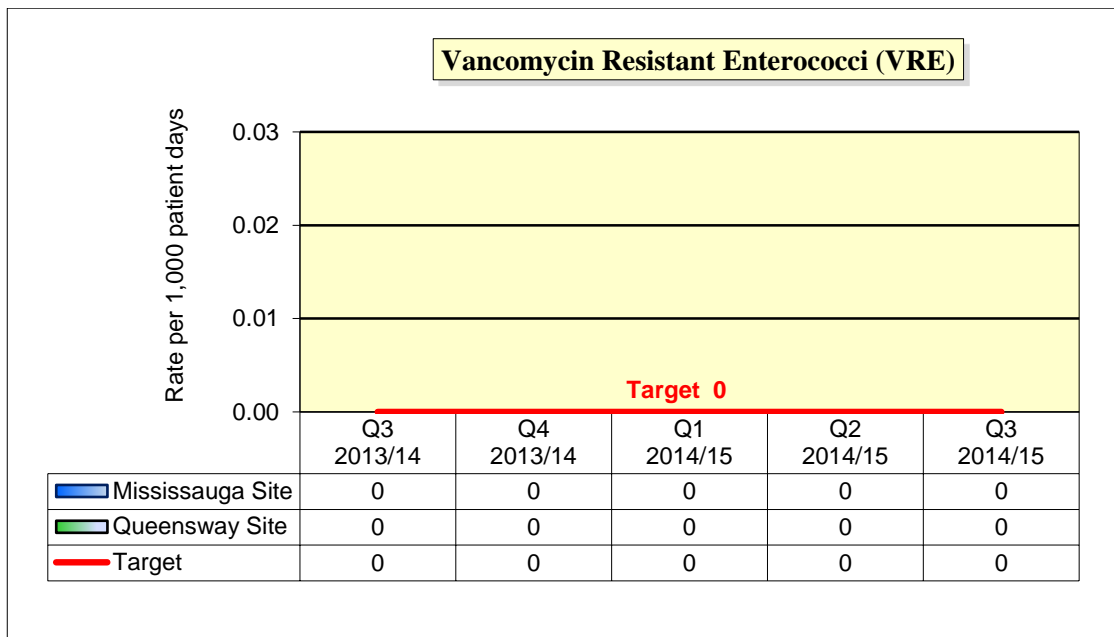 Vancomycin Resistant Enterococci (VRE)
Rate per 1,000 patient days
0.03
0.02
0.01
0.00
Target 0
Q3 Q4 Q1 Q2 Q3
2013/14 2013/14 2014/15 2014/15 2014/15
Mississauga Site 0 0 0 0 0
Queensway Site 0 0 0 0 0
Target 0 0 0 0 0